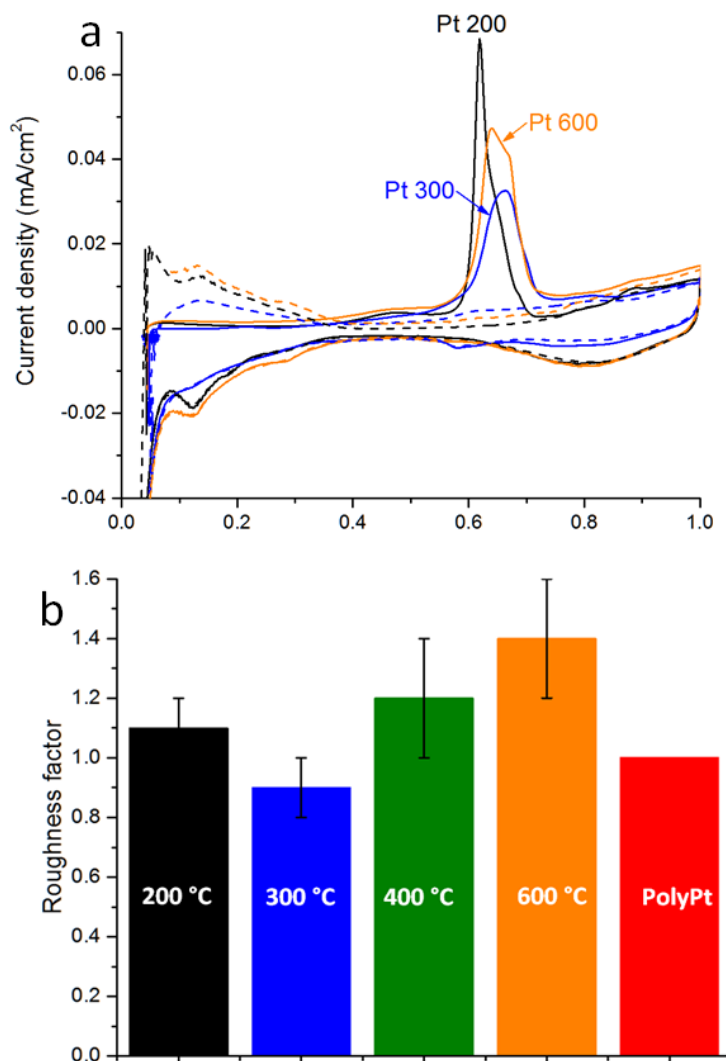 a
Pt 200
Pt 600
Pt 300
Current density (mA/cm²)
0.06
0.04
0.02
0.00
-0.02
-0.04
0.0 0.2 0.4 0.6 0.8 1.0
b
Roughness factor
1.6
1.4
1.2
1.0
0.8
0.6
0.4
0.2
0.0
200 °C 300 °C 400 °C 600 °C PolyPt